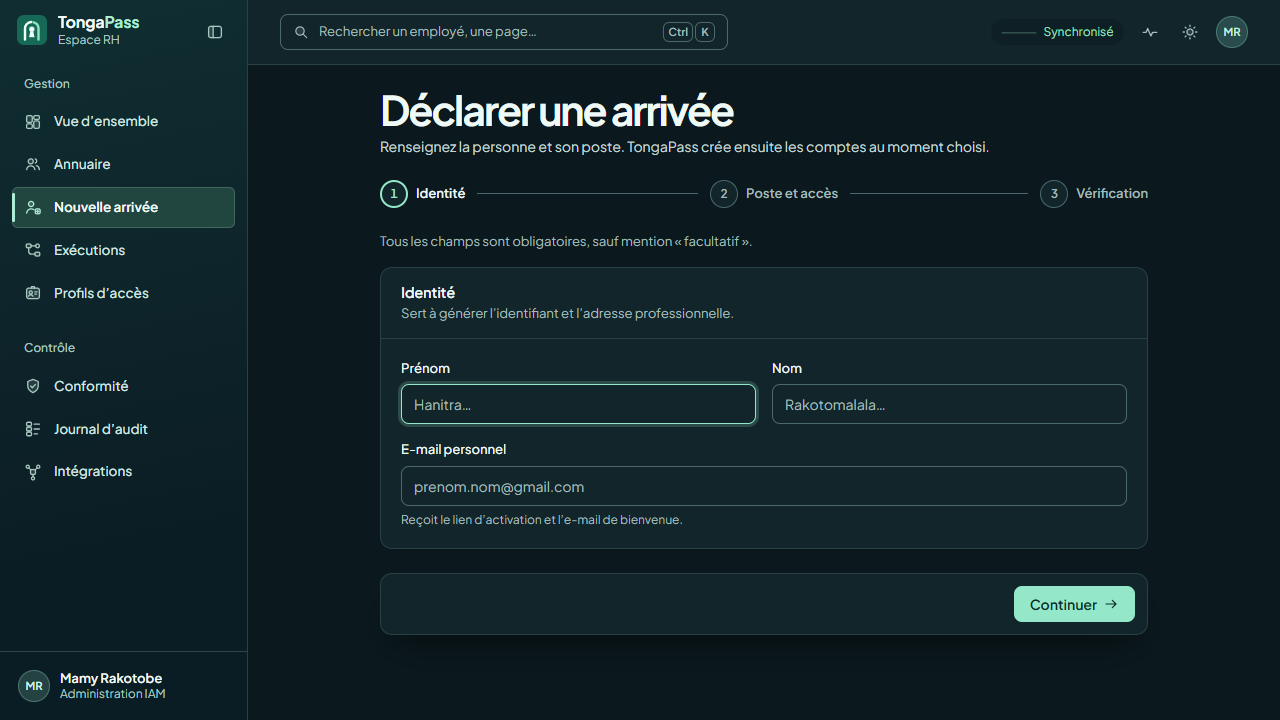 TongaPass
Espace RH
Rechercher un employé, une page…
Ctrl K
Synchronisé
MR
Gestion
Vue d’ensemble
Annuaire
Nouvelle arrivée
Exécutions
Profils d’accès
Contrôle
Conformité
Journal d’audit
Intégrations
MR
Mamy Rakotobe
Administration IAM
Déclarer une arrivée
Renseignez la personne et son poste. TongaPass crée ensuite les comptes au moment choisi.
1 Identité
2 Poste et accès
3 Vérification
Tous les champs sont obligatoires, sauf mention « facultatif ».
Identité
Sert à générer l’identifiant et l’adresse professionnelle.
Prénom
Nom
Hanitra…
Rakotomalala…
E-mail personnel
prenom.nom@gmail.com
Reçoit le lien d’activation et l’e-mail de bienvenue.
Continuer